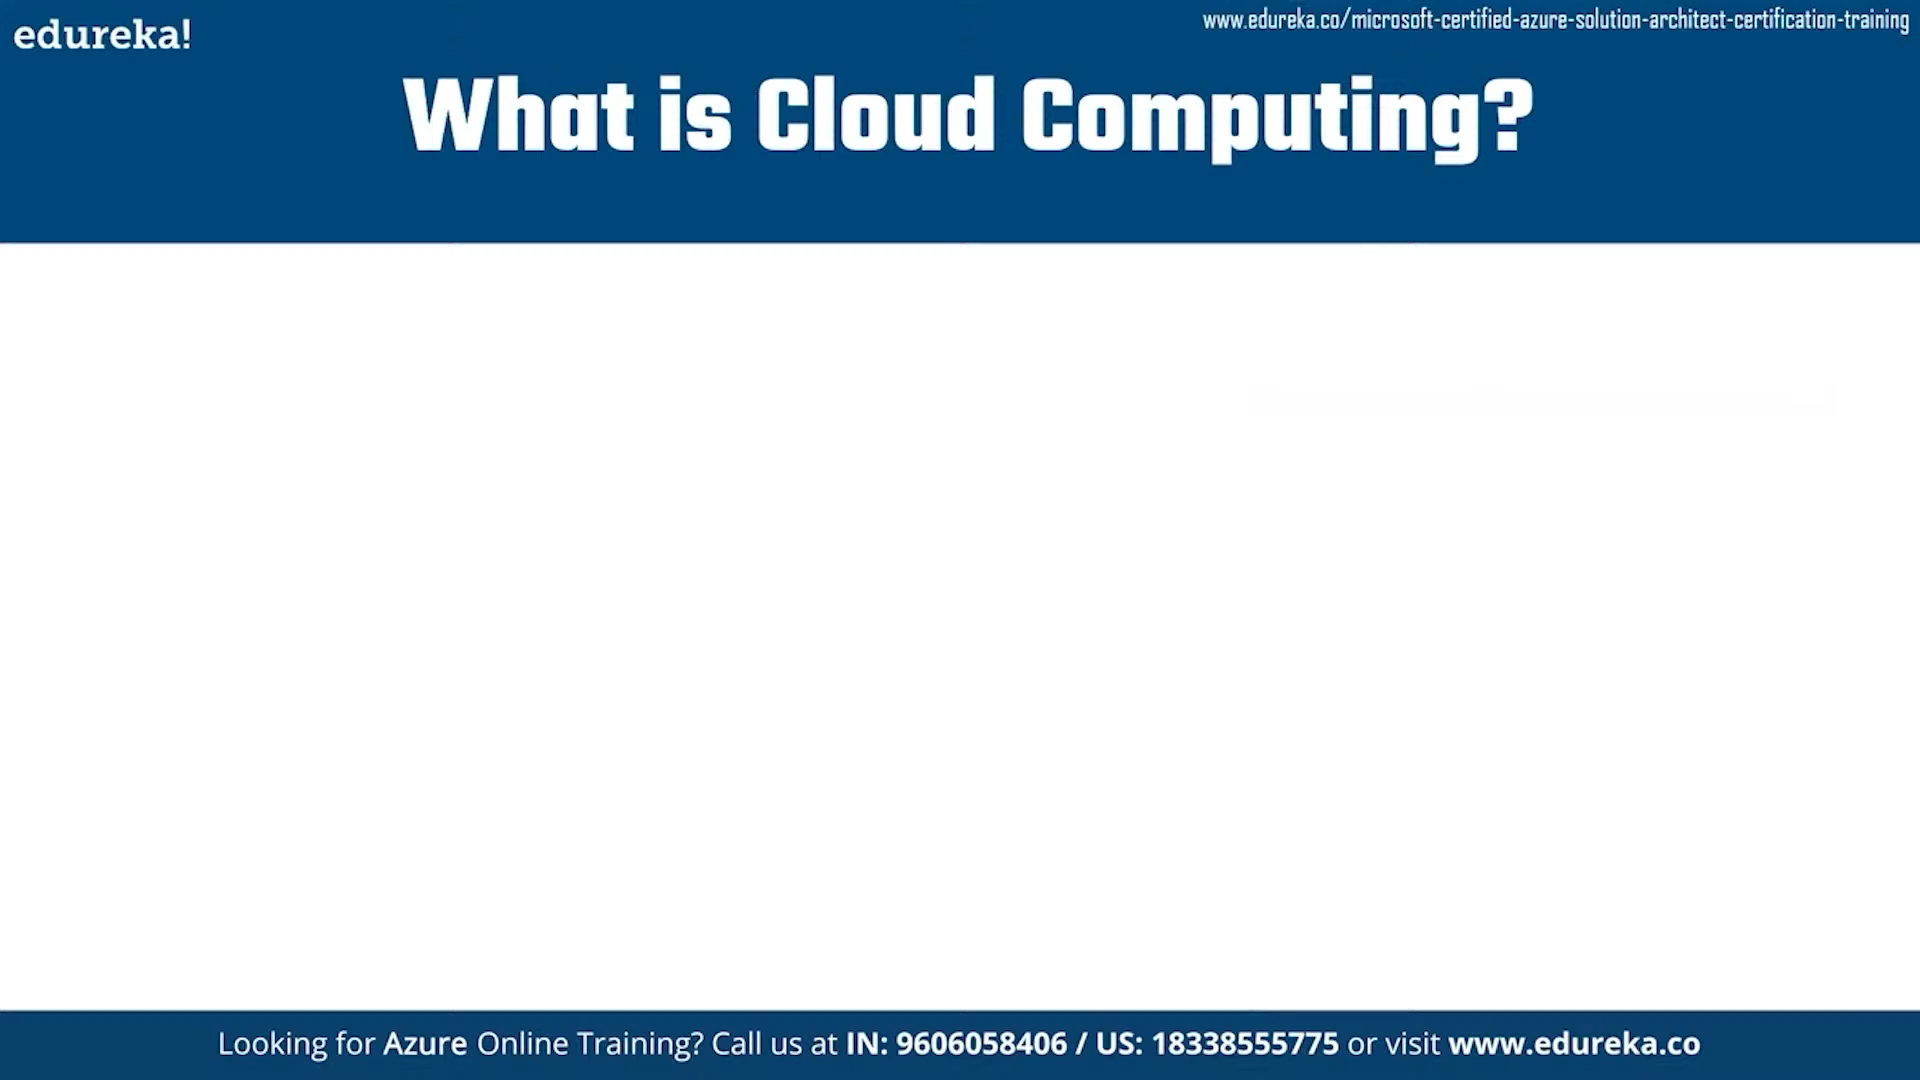 edureka!
www.edureka.co/microsoft-certified-azure-solution-architect-certification-training
What is Cloud Computing?
Looking for Azure Online Training? Call us at IN: 9606058406 / US: 18338555775 or visit www.edureka.co